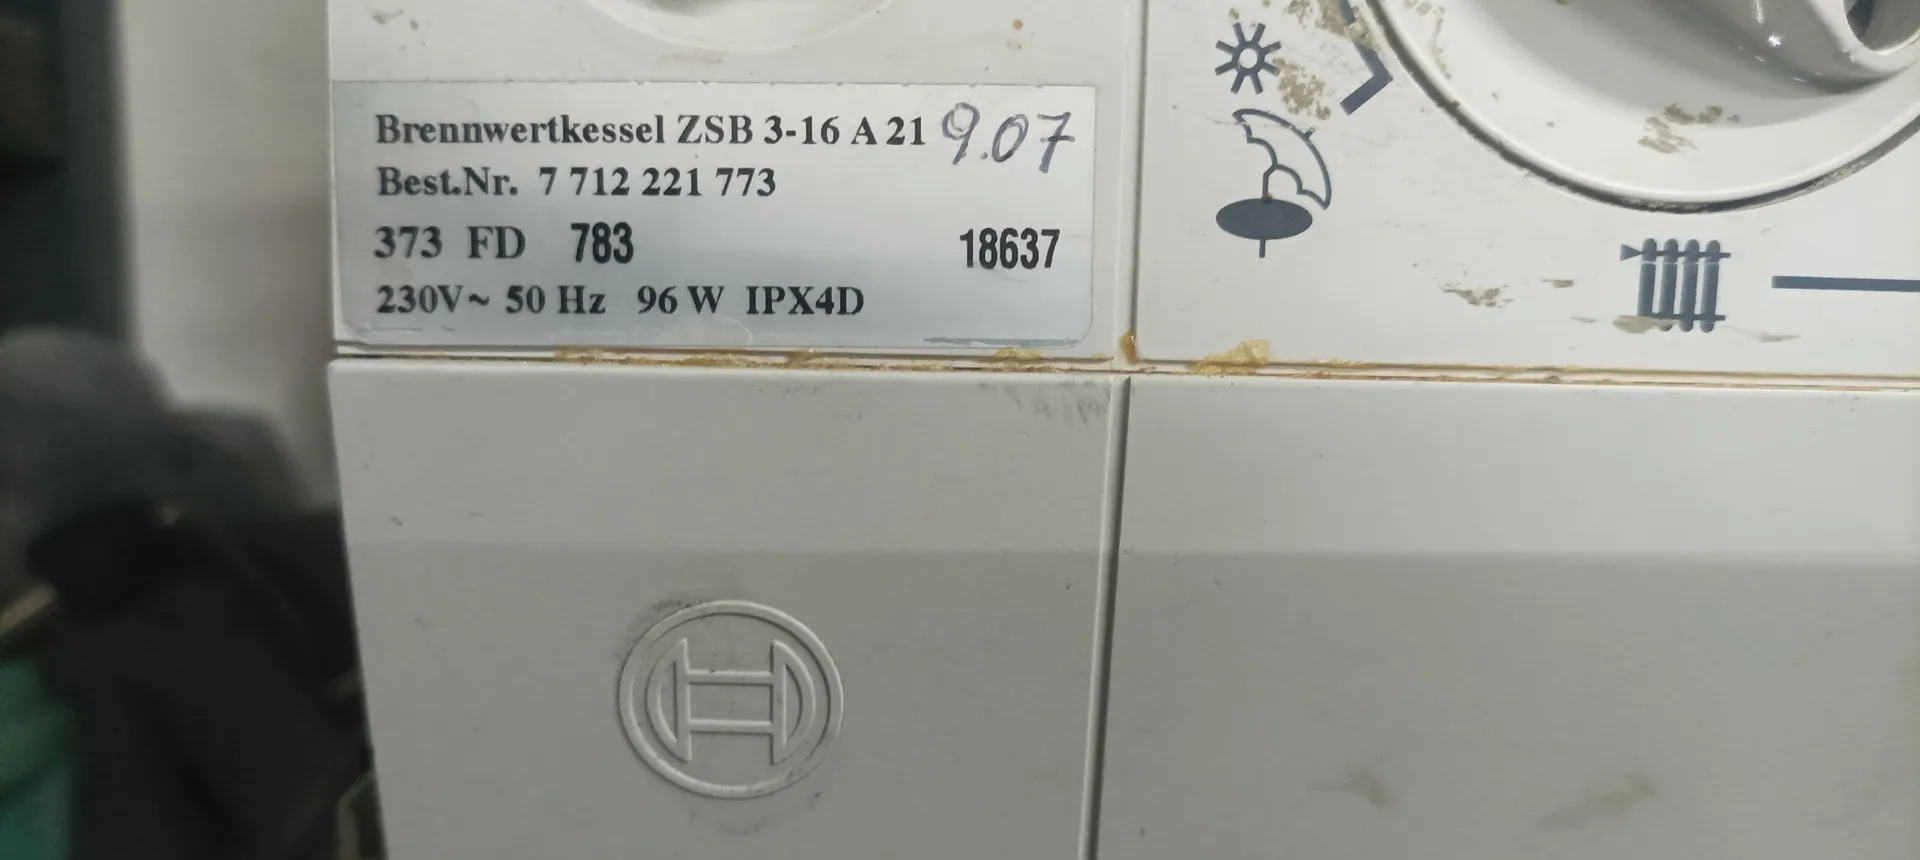 Brennwertkessel ZSB 3-16 A 21 9.07
Best.Nr. 7 712 221 773
373 FD 783 18637
230V~ 50 Hz 96 W IPX4D